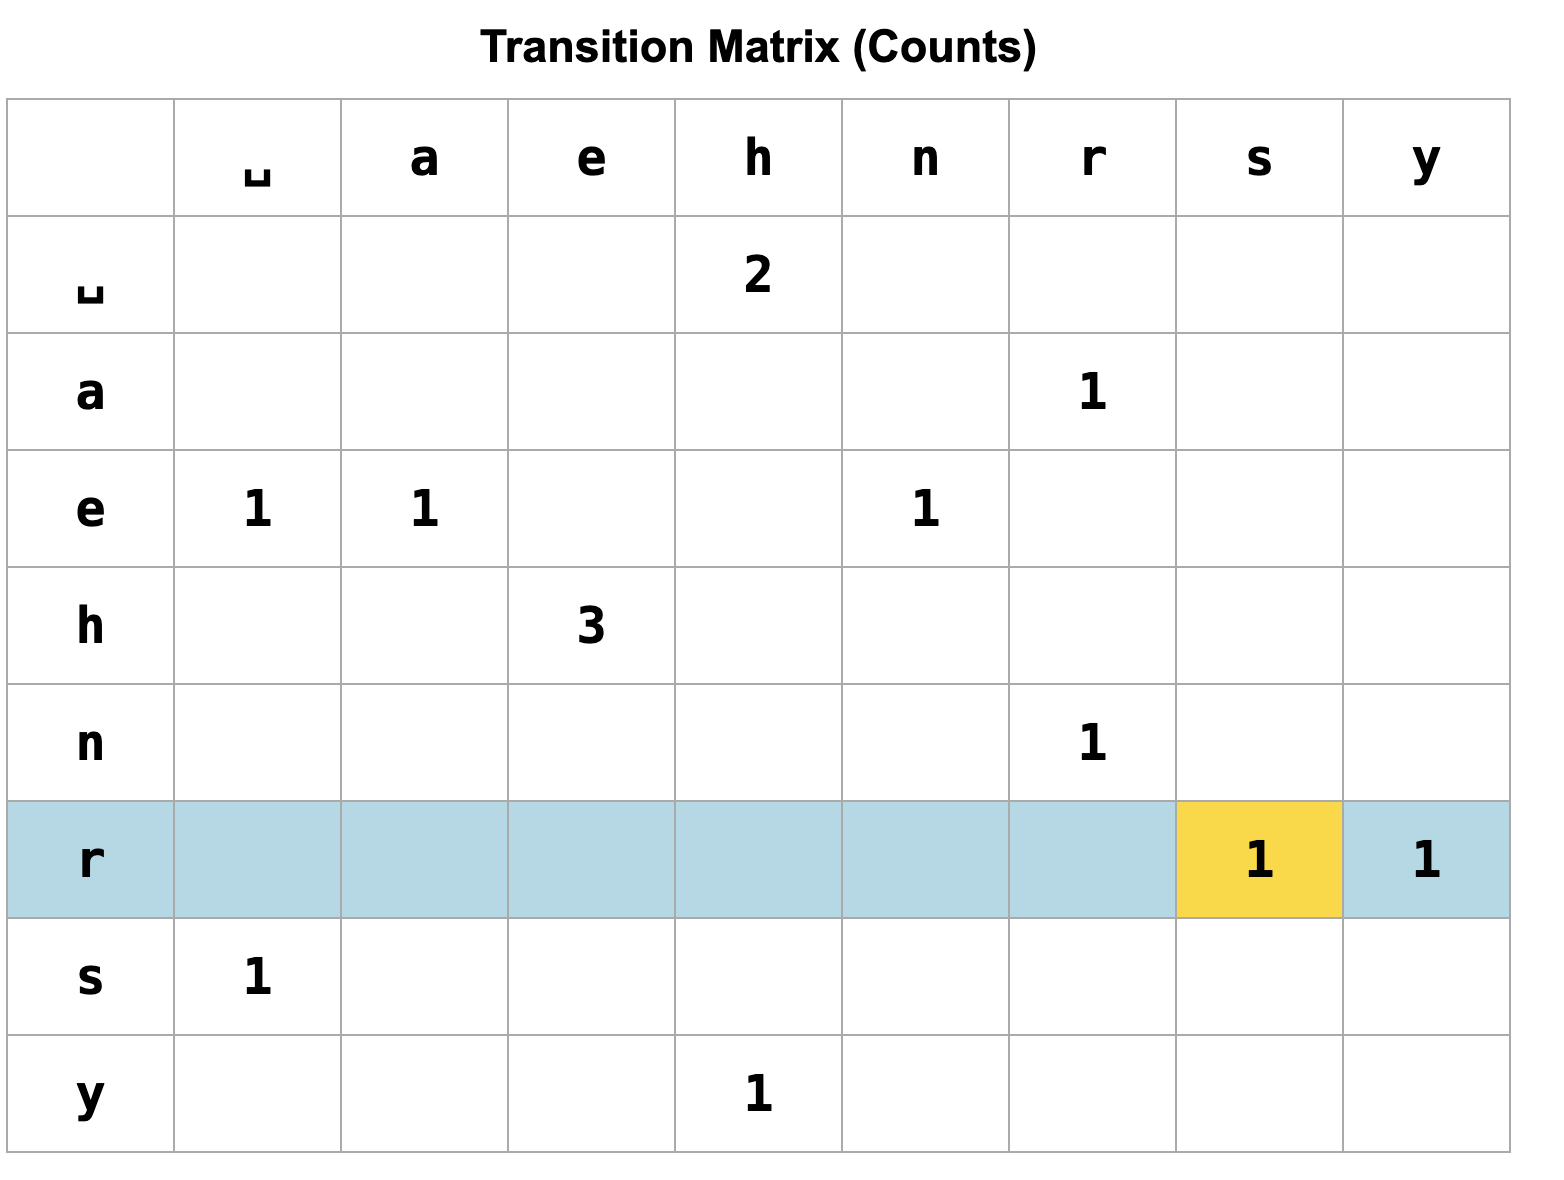 Transition Matrix (Counts)
␣ a e h n r s y
␣ 2
a 1
e 1 1 1
h 3
n 1
r 1 1
s 1
y 1